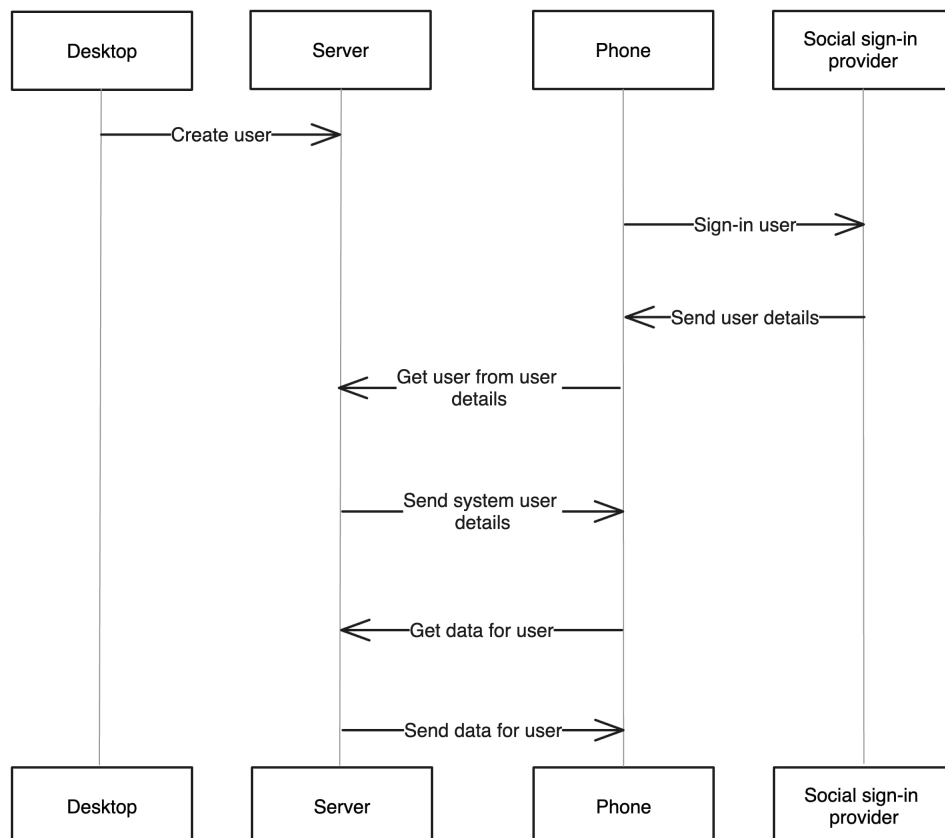 Desktop
Server
Phone
Social sign-in
provider
Create user
Sign-in user
Send user details
Get user from user
details
Send system user
details
Get data for user
Send data for user
Desktop
Server
Phone
Social sign-in
provider